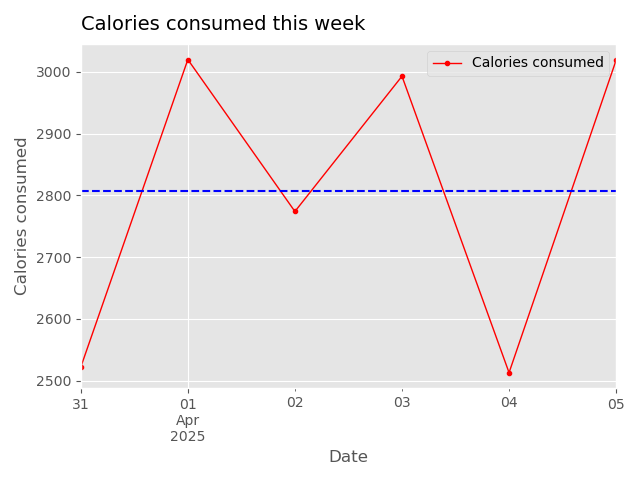 Calories consumed this week
Calories consumed
3000
2900
2800
2700
2600
2500
Calories consumed
31
01
02
03
04
05
Apr
2025
Date